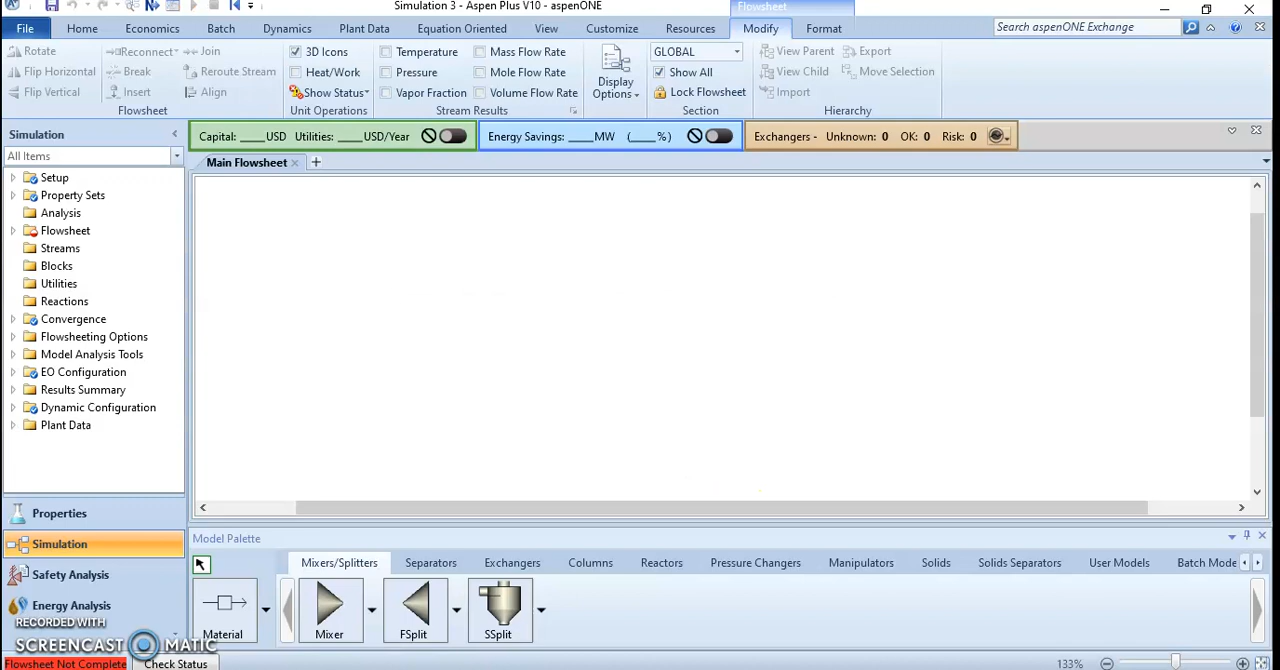 Simulation 3 - Aspen Plus V10 - aspenONE
Flowsheet
File Home Economics Batch Dynamics Plant Data Equation Oriented View Customize Resources Modify Format Search aspenONE Exchange
Rotate Reconnect Join 3D Icons Temperature Mass Flow Rate GLOBAL View Parent Export
Flip Horizontal Break Reroute Stream Heat/Work Pressure Mole Flow Rate Show All View Child Move Selection
Flip Vertical Insert Align Show Status Vapor Fraction Volume Flow Rate Display Options Lock Flowsheet Import
Flowsheet Unit Operations Stream Results Section Hierarchy
Simulation Capital: ____USD Utilities: ____USD/Year Energy Savings: ____MW (____%) Exchangers - Unknown: 0 OK: 0 Risk: 0
All Items Main Flowsheet
Setup
Property Sets
Analysis
Flowsheet
Streams
Blocks
Utilities
Reactions
Convergence
Flowsheeting Options
Model Analysis Tools
EO Configuration
Results Summary
Dynamic Configuration
Plant Data
Properties
Simulation
Safety Analysis
Energy Analysis
RECORDED WITH
SCREENCAST MATIC
Model Palette
Mixers/Splitters Separators Exchangers Columns Reactors Pressure Changers Manipulators Solids Solids Separators User Models Batch Mode
Material Mixer FSplit SSplit
Flowsheet Not Complete Check Status 133%